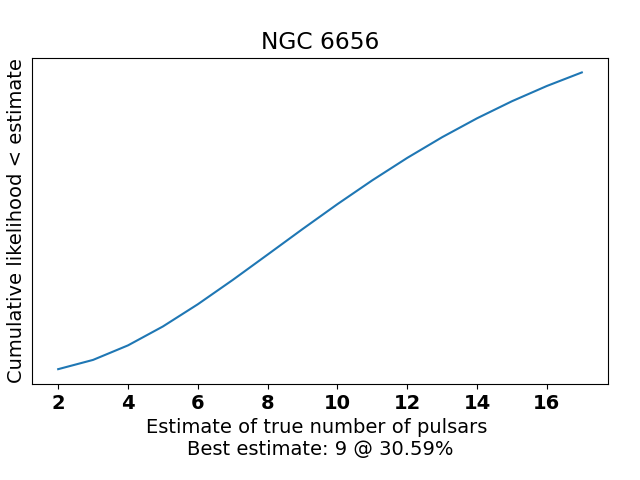 NGC 6656
Cumulative likelihood < estimate
2 4 6 8 10 12 14 16
Estimate of true number of pulsars
Best estimate: 9 @ 30.59%